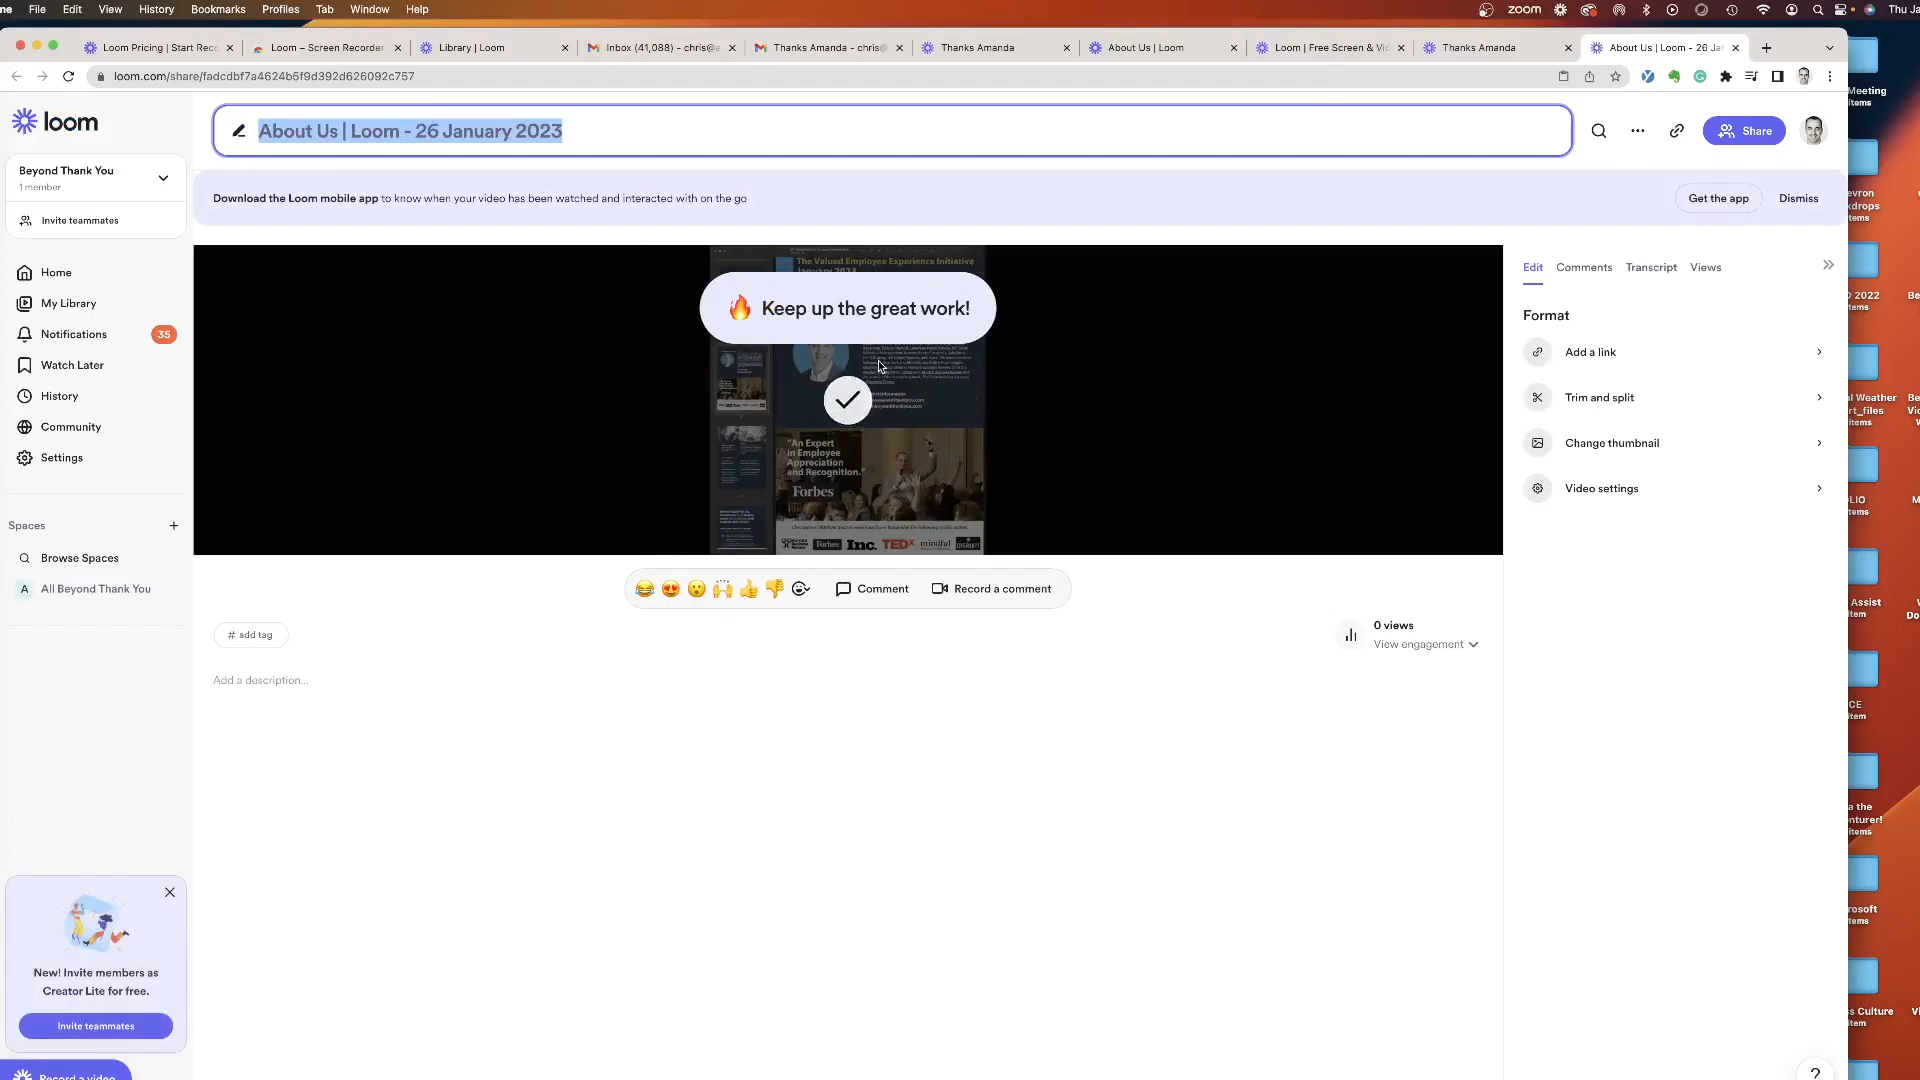 File Edit View History Bookmarks Profiles Tab Window Help
zoom
Loom Pricing | Start Reco
Loom – Screen Recorder
Library | Loom
Inbox (41,088) – chris@a
Thanks Amanda - chris@
Thanks Amanda
About Us | Loom
Loom | Free Screen & Vid
Thanks Amanda
About Us | Loom - 26 Ja
loom.com/share/fadcdbf7a4624b5f9d392d626092c757
loom
Beyond Thank You
1 member
Invite teammates
Home
My Library
Notifications 35
Watch Later
History
Community
Settings
Spaces +
Browse Spaces
A All Beyond Thank You
New! Invite members as
Creator Lite for free.
Invite teammates
Record a video
About Us | Loom - 26 January 2023
Share
Download the Loom mobile app to know when your video has been watched and interacted with on the go
Get the app
Dismiss
The Valued Employee Experience Initiative
January 2023
Keep up the great work!
"An Expert
in Employee
Appreciation
and Recognition."
Forbes
Forbes Inc. TEDx mindful DISRUPT
Comment
Record a comment
# add tag
0 views
View engagement
Add a description...
Edit Comments Transcript Views
Format
Add a link
Trim and split
Change thumbnail
Video settings
?
Meeting
items
O 2022
items
Assist
item
items